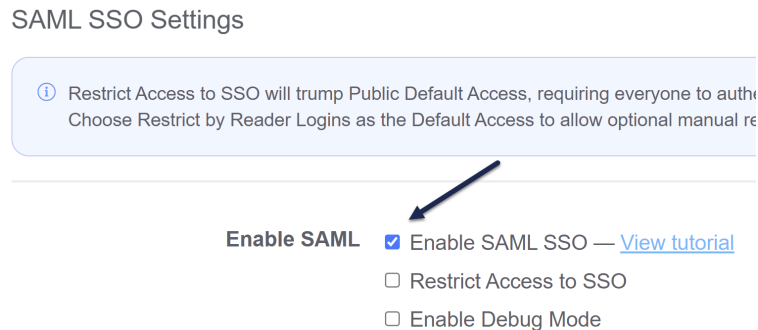 SAML SSO Settings
Restrict Access to SSO will trump Public Default Access, requiring everyone to authe
Choose Restrict by Reader Logins as the Default Access to allow optional manual re
Enable SAML
Enable SAML SSO — View tutorial
Restrict Access to SSO
Enable Debug Mode